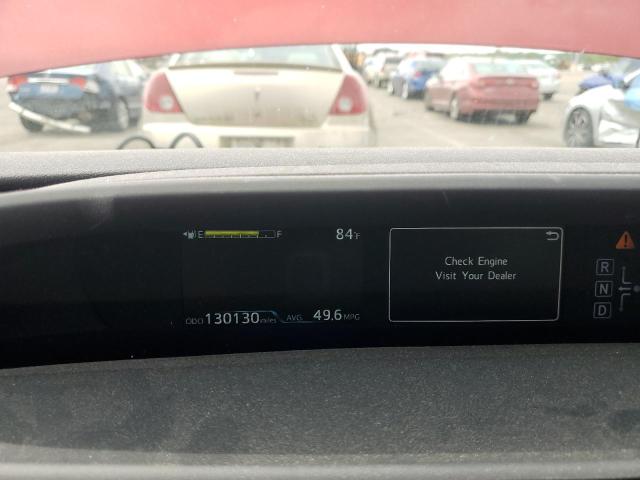 E F
84°F
Check Engine
Visit Your Dealer
ODO 130130 miles AVG. 49.6 MPG
R
N
D